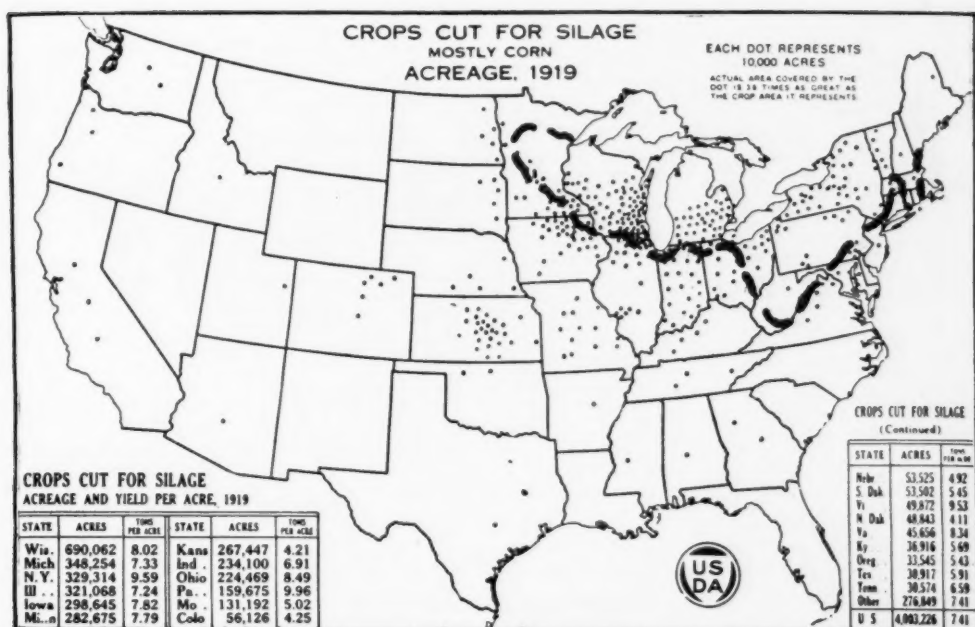 CROPS CUT FOR SILAGE
MOSTLY CORN
ACREAGE, 1919
EACH DOT REPRESENTS
10,000 ACRES
ACTUAL AREA COVERED BY THE
DOT IS 38 TIMES AS GREAT AS
THE CROP AREA IT REPRESENTS
CROPS CUT FOR SILAGE
ACREAGE AND YIELD PER ACRE, 1919
STATE ACRES TONS PER ACRE STATE ACRES TONS PER ACRE
Wis. 690,062 8.02 Kans 267,447 4.21
Mich 348,254 7.33 Ind. 234,100 6.91
N.Y. 329,314 9.59 Ohio 224,469 8.49
Ill... 321,068 7.24 Pa... 159,675 9.96
Iowa 298,645 7.82 Mo.. 131,192 5.02
Mi..n 282,675 7.79 Colo 56,126 4.25
US
DA
CROPS CUT FOR SILAGE
(Continued)
STATE ACRES TONS PER ACRE
Nebr 53,525 4.92
S. Dak 53,502 5.45
Vt 49,872 9.53
N. Dak 48,843 4.11
Va. 45,656 8.34
Ky. 36,916 5.69
Oreg. 33,545 5.43
Tex 30,917 5.91
Tenn 30,574 6.59
Other 276,849 7.41
U S 4,003,226 7.41